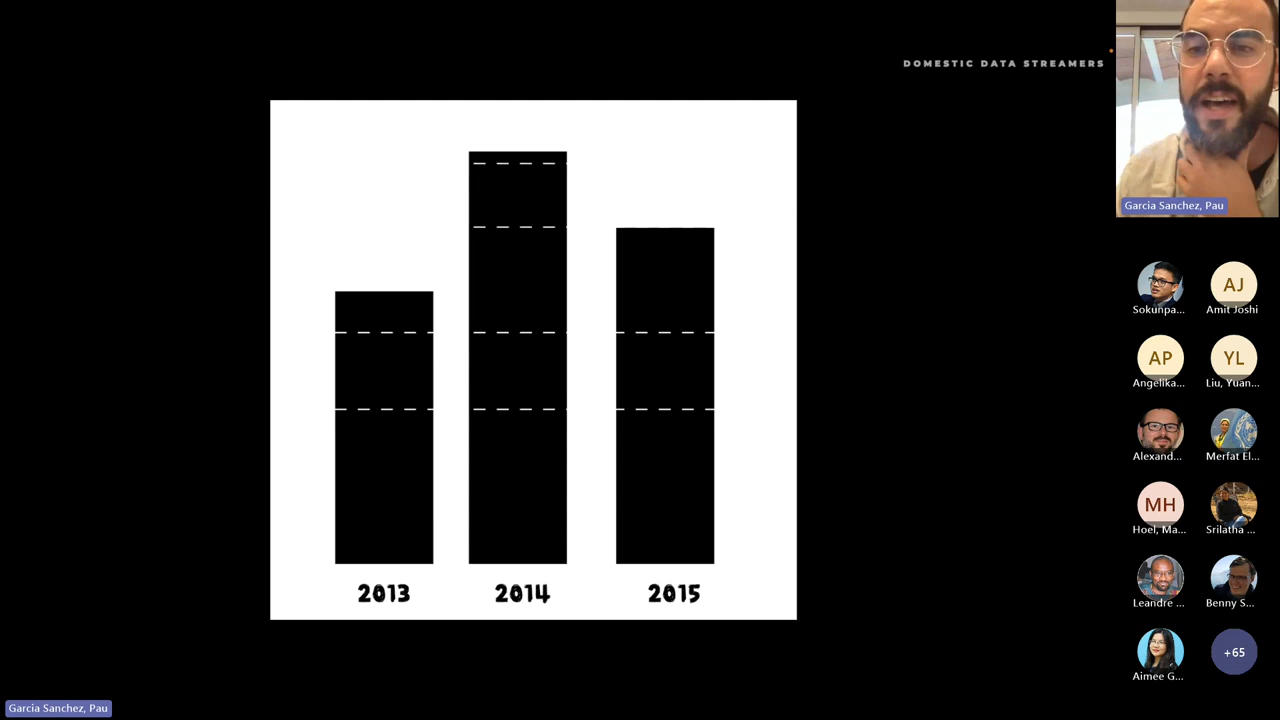 DOMESTIC DATA STREAMERS
2013
2014
2015
Garcia Sanchez, Pau
Sokunpa...
AJ
Amit Joshi
AP
Angelika...
YL
Liu, Yuan...
Alexand...
Merfat El...
MH
Hoel, Ma...
Srilatha ...
Leandre ...
Benny S...
Aimee G...
+65
Garcia Sanchez, Pau